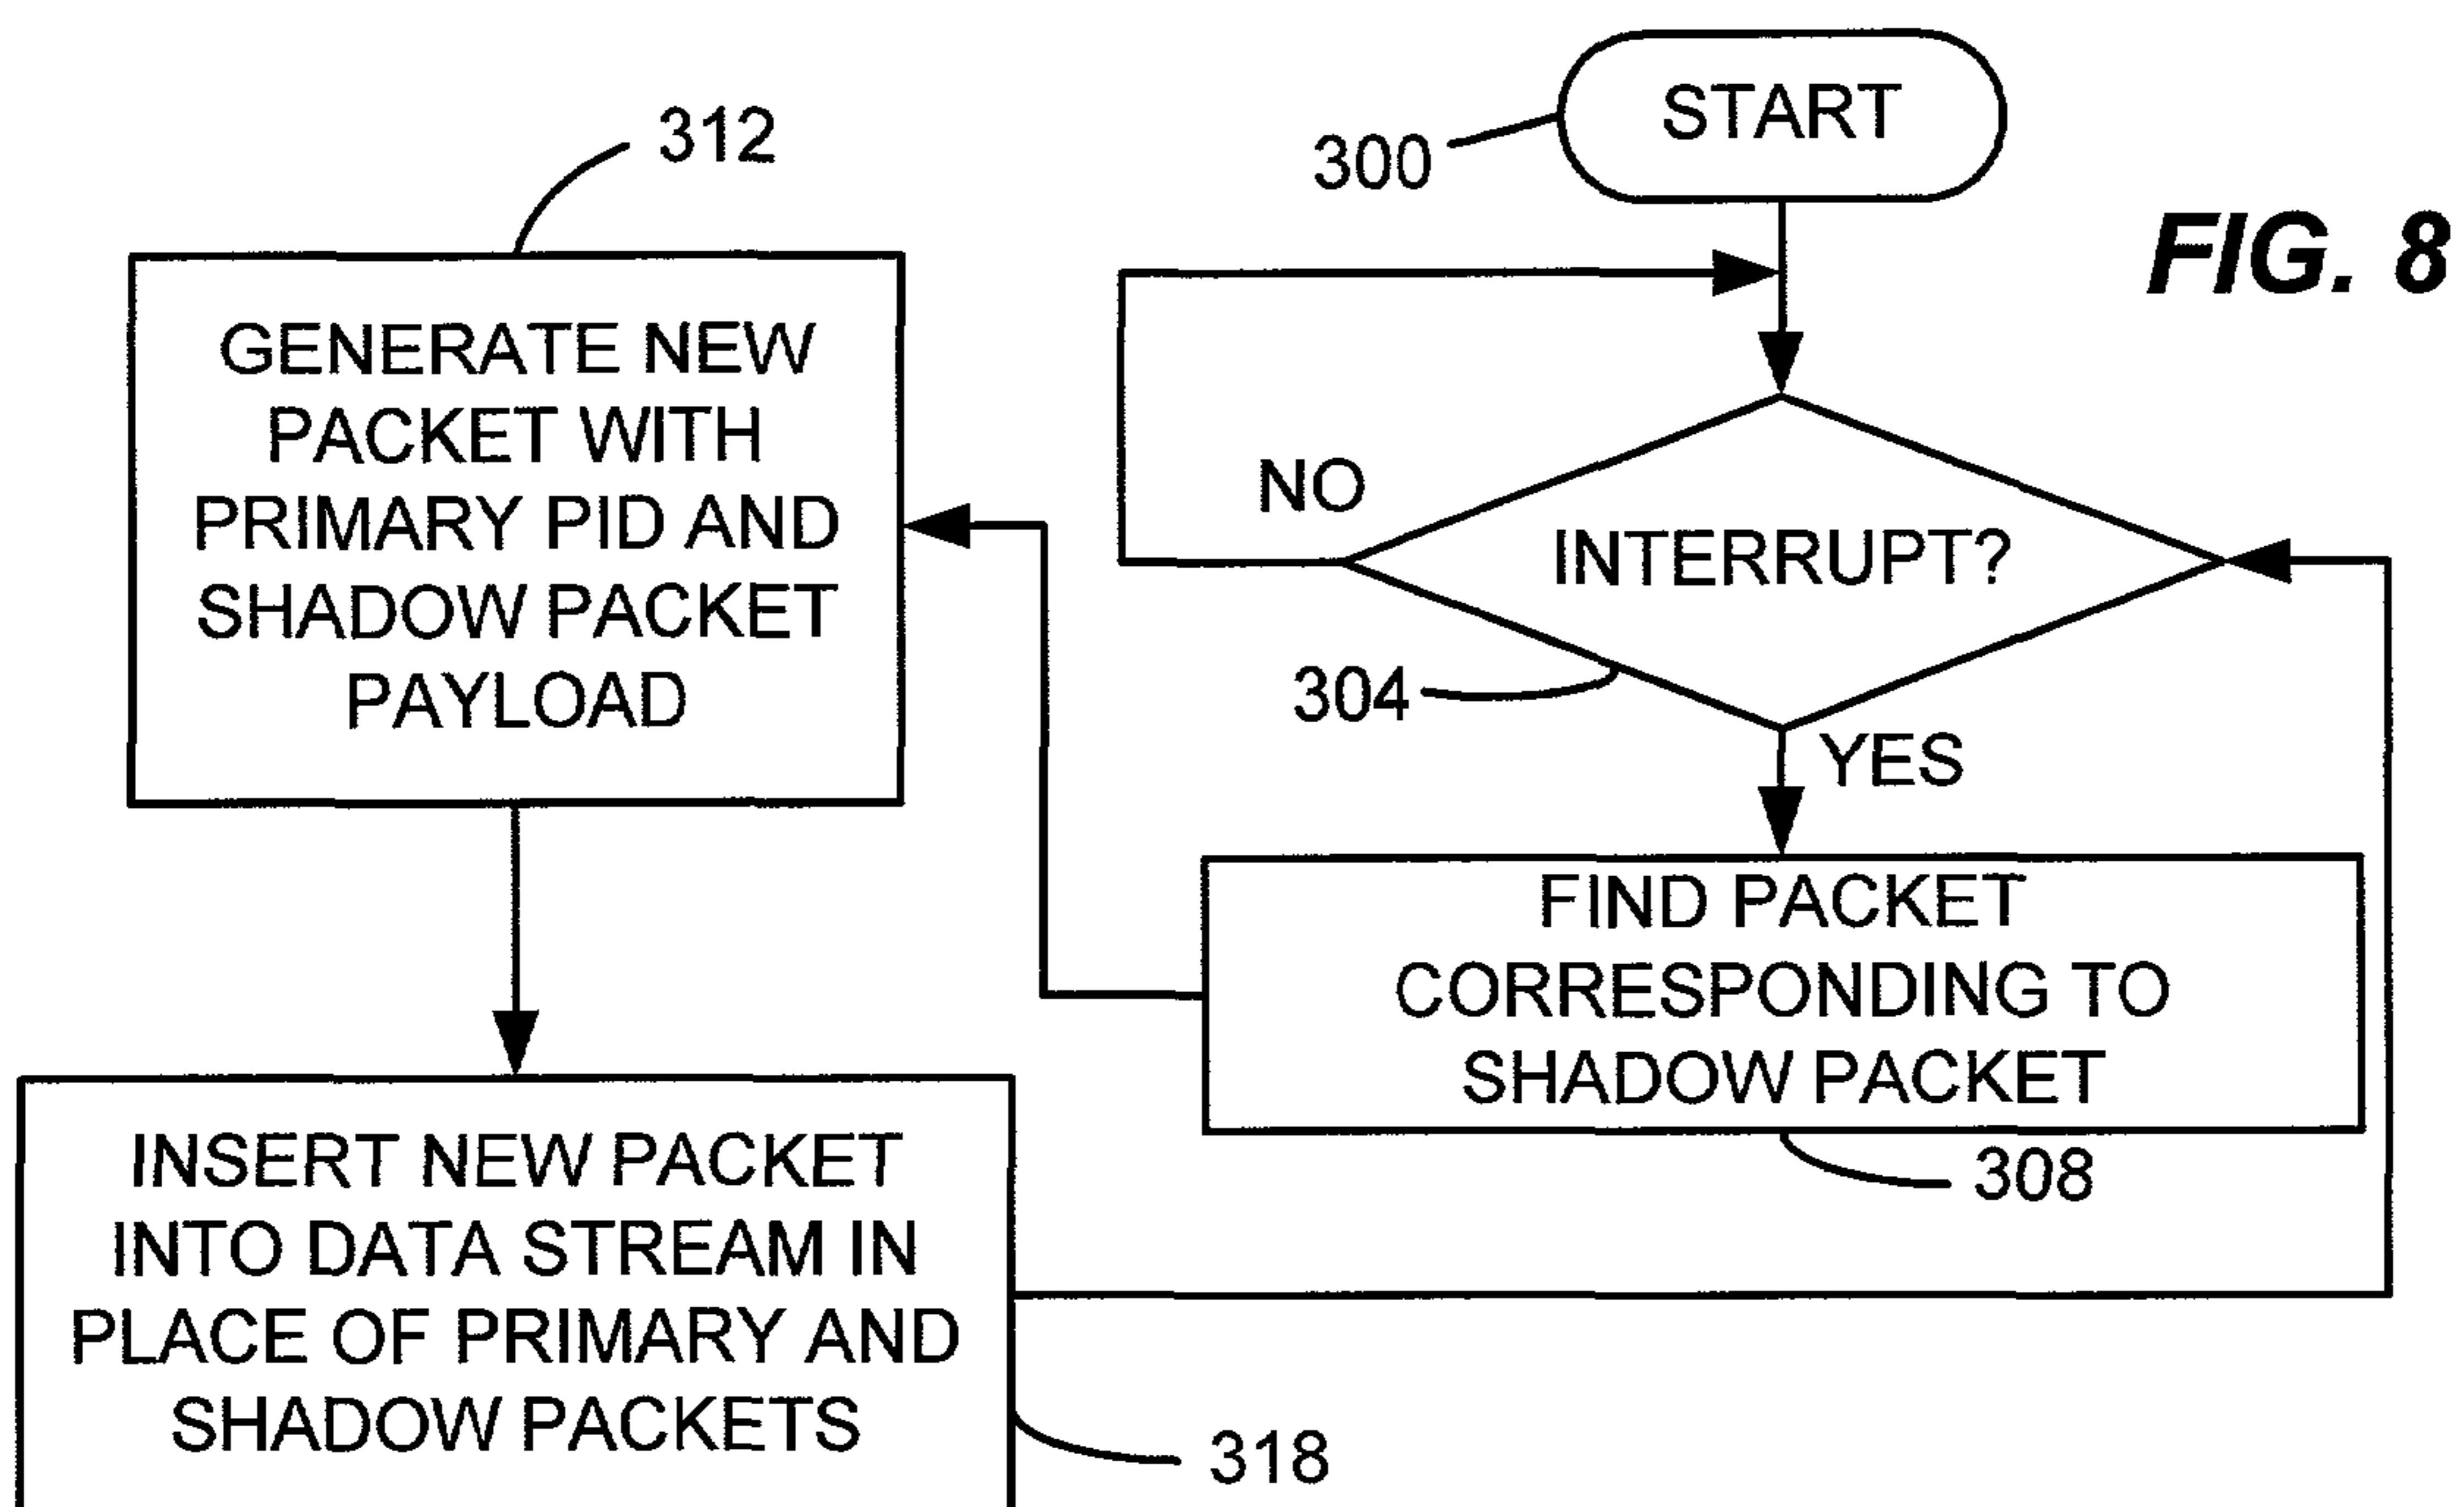 START
300
FIG. 8
INTERRUPT?
NO
304
YES
FIND PACKET
CORRESPONDING TO
SHADOW PACKET
308
312
GENERATE NEW
PACKET WITH
PRIMARY PID AND
SHADOW PACKET
PAYLOAD
INSERT NEW PACKET
INTO DATA STREAM IN
PLACE OF PRIMARY AND
SHADOW PACKETS
318